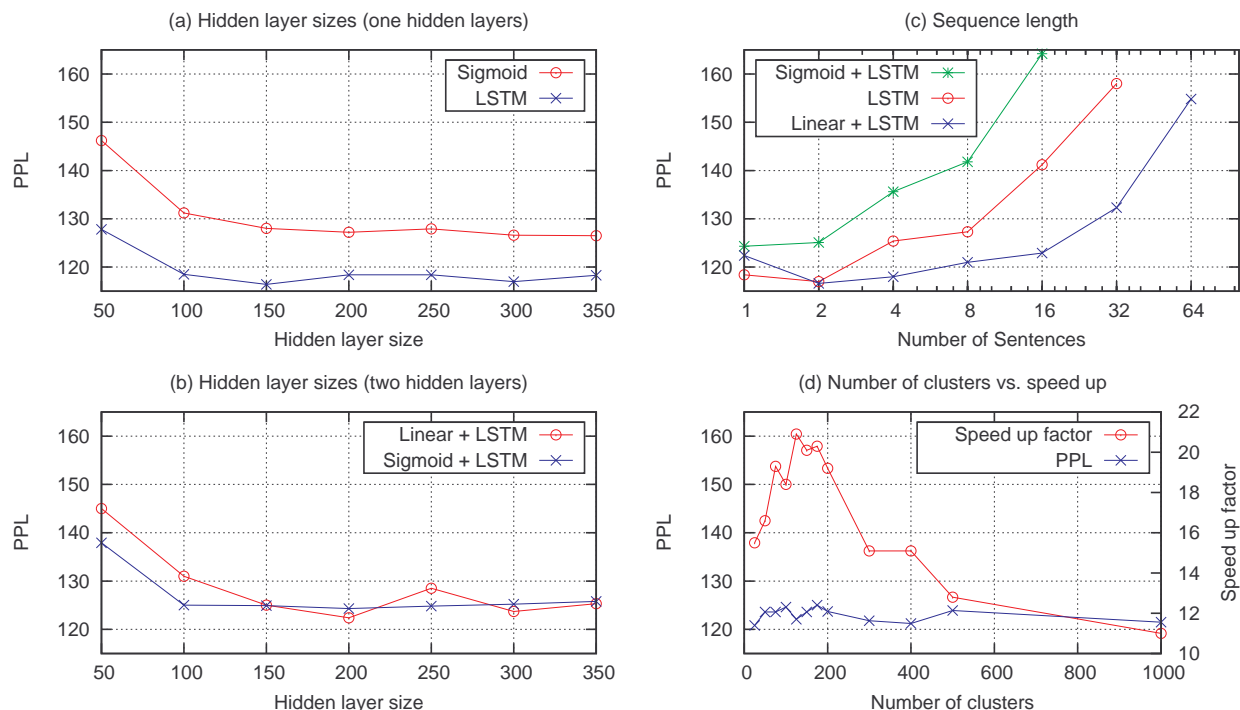 (a) Hidden layer sizes (one hidden layers)
PPL
160
150
140
130
120
Sigmoid
LSTM
50 100 150 200 250 300 350
Hidden layer size
(c) Sequence length
PPL
160
150
140
130
120
Sigmoid + LSTM
LSTM
Linear + LSTM
1 2 4 8 16 32 64
Number of Sentences
(b) Hidden layer sizes (two hidden layers)
PPL
160
150
140
130
120
Linear + LSTM
Sigmoid + LSTM
50 100 150 200 250 300 350
Hidden layer size
(d) Number of clusters vs. speed up
PPL
160
150
140
130
120
Speed up factor
PPL
22
20
18
16
14
12
10
Speed up factor
0 200 400 600 800 1000
Number of clusters